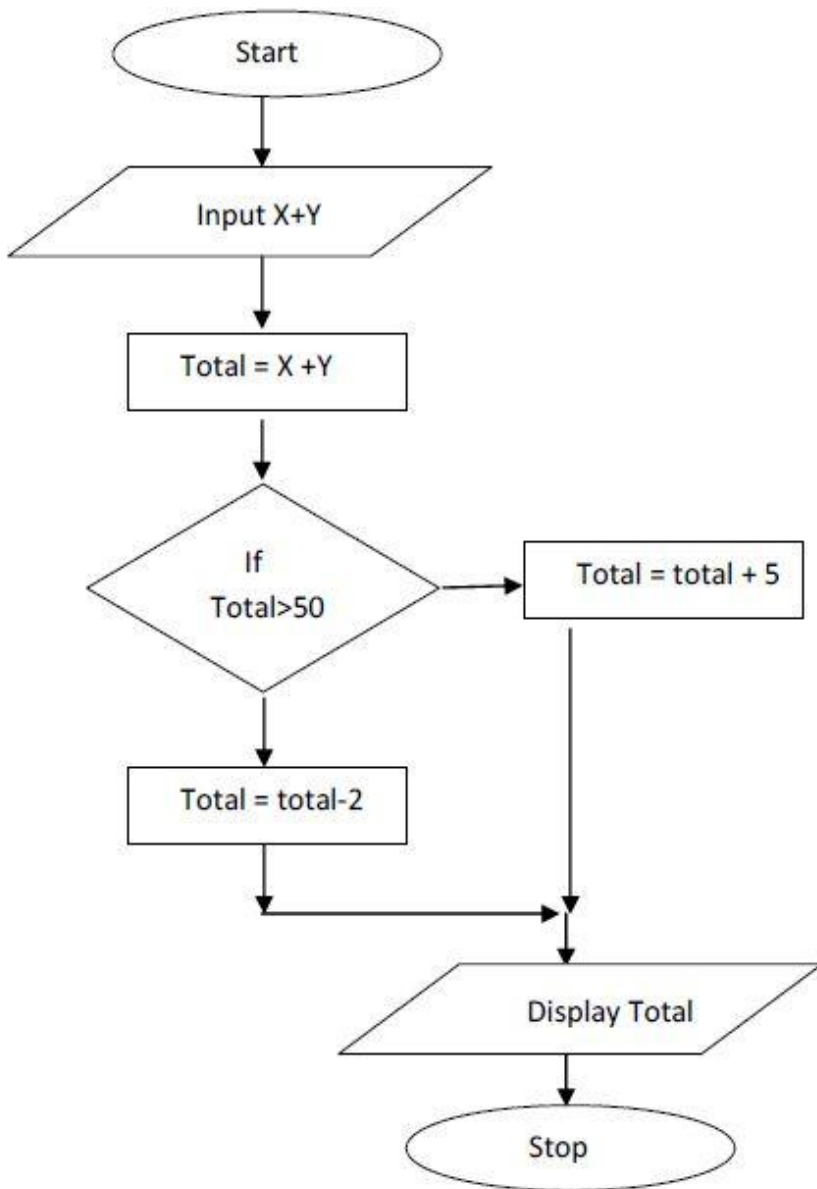 Start
Input X+Y
Total = X +Y
If
Total>50
Total = total + 5
Total = total-2
Display Total
Stop